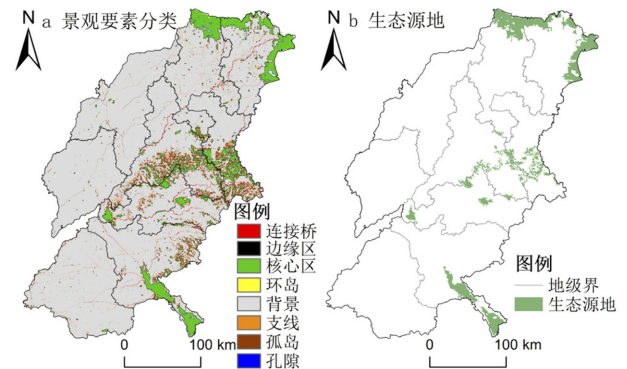 a 景观要素分类
N
图例
连接桥
边缘区
核心区
环岛
背景
支线
孤岛
孔隙
0 100 km
b 生态源地
N
图例
地级界
生态源地
0 100 km